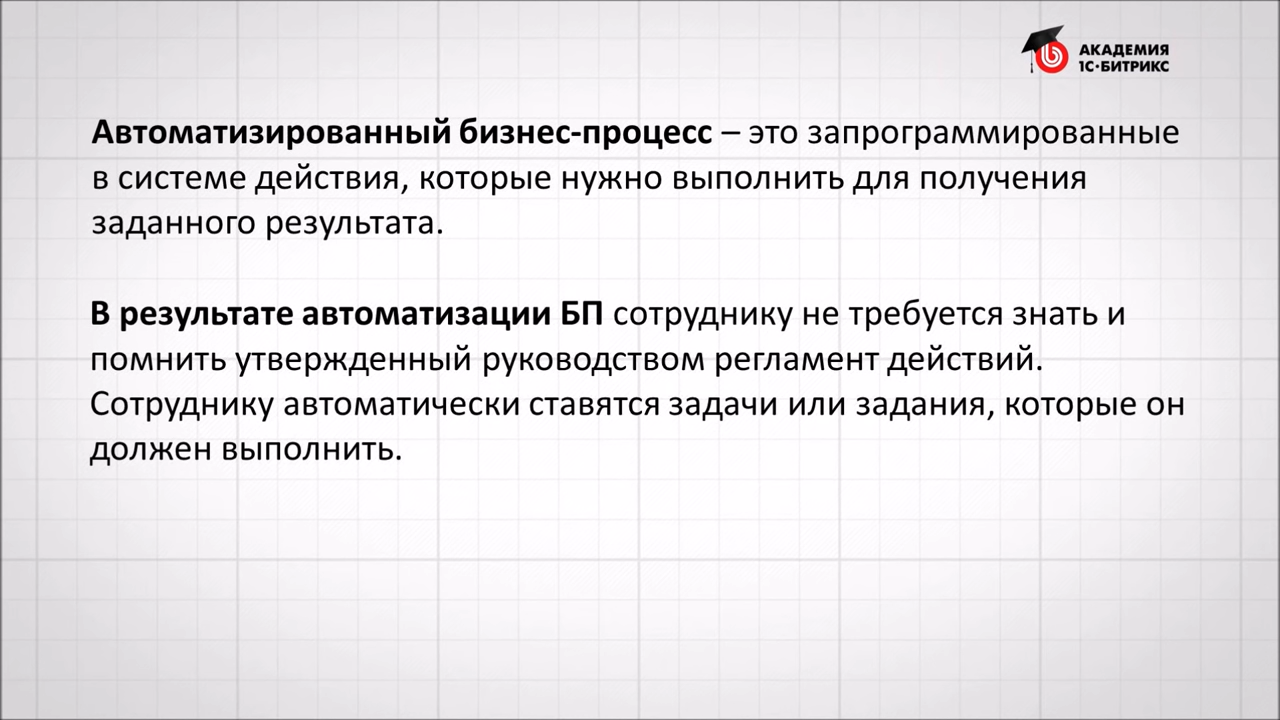 АКАДЕМИЯ
1С·БИТРИКС
Автоматизированный бизнес-процесс – это запрограммированные
в системе действия, которые нужно выполнить для получения
заданного результата.
В результате автоматизации БП сотруднику не требуется знать и
помнить утвержденный руководством регламент действий.
Сотруднику автоматически ставятся задачи или задания, которые он
должен выполнить.